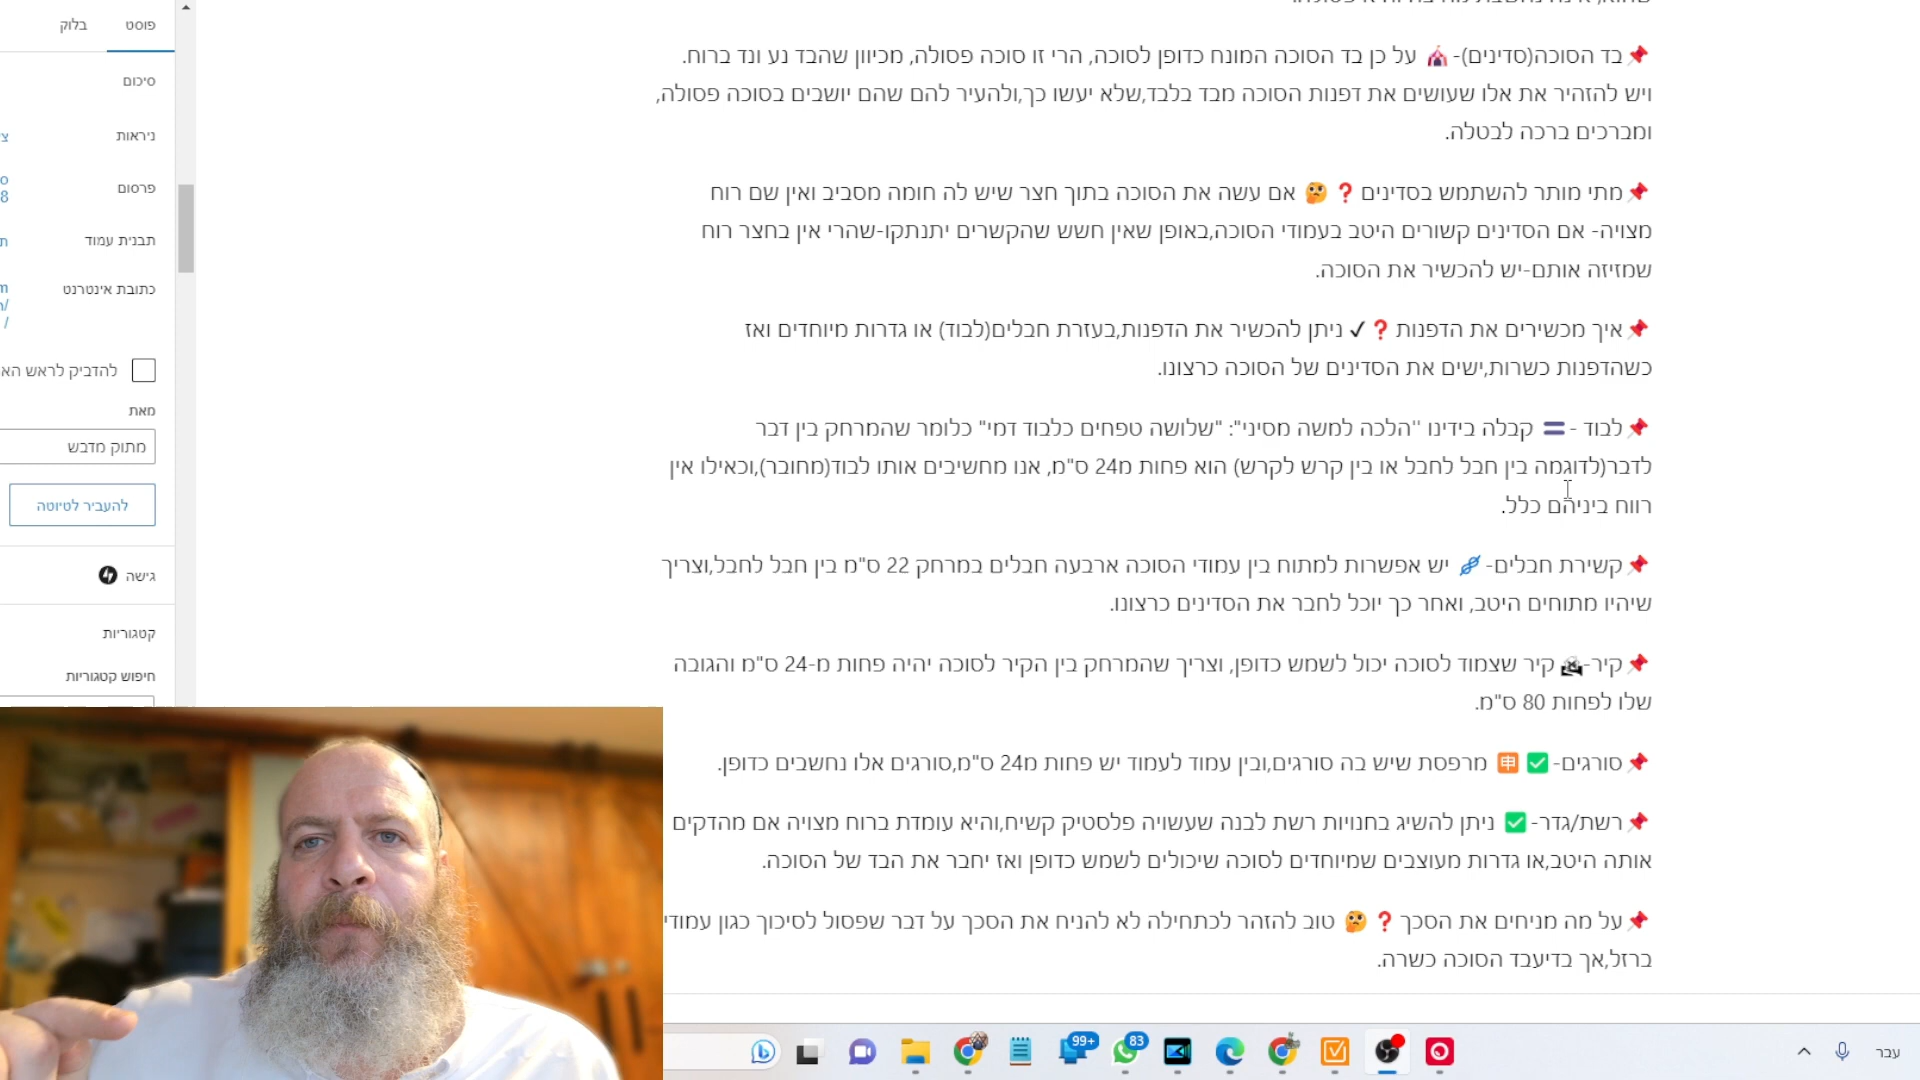 בד הסוכה(סדינים)- על כן בד הסוכה המונח כדופן לסוכה, הרי זו סוכה פסולה, מכיוון שהבד נע ונד ברוח.
ויש להזהיר את אלו שעושים את דפנות הסוכה מבד בלבד,שלא יעשו כך,ולהעיר להם שהם יושבים בסוכה פסולה,
ומברכים ברכה לבטלה.
מתי מותר להשתמש בסדינים❓ 🤔 אם עשה את הסוכה בתוך חצר שיש לה חומה מסביב ואין שם רוח
מצויה- אם הסדינים קשורים היטב בעמודי הסוכה,באופן שאין חשש שהקשרים יתנתקו-שהרי אין בחצר רוח
שמזיזה אותם-יש להכשיר את הסוכה.
איך מכשירים את הדפנות❓ ✓ ניתן להכשיר את הדפנות,בעזרת חבלים(לבוד) או גדרות מיוחדים ואז
כשהדפנות כשרות,ישים את הסדינים של הסוכה כרצונו.
לבוד - קבלה בידינו ''הלכה למשה מסיני": "שלושה טפחים כלבוד דמי" כלומר שהמרחק בין דבר
לדבר(לדוגמה בין חבל לחבל או בין קרש לקרש) הוא פחות מ24 ס"מ, אנו מחשיבים אותו לבוד(מחובר),וכאילו אין
רווח ביניהם כלל.
קשירת חבלים- יש אפשרות למתוח בין עמודי הסוכה ארבעה חבלים במרחק 22 ס"מ בין חבל לחבל,וצריך
שיהיו מתוחים היטב, ואחר כך יוכל לחבר את הסדינים כרצונו.
קיר- קיר שצמוד לסוכה יכול לשמש כדופן, וצריך שהמרחק בין הקיר לסוכה יהיה פחות מ-24 ס"מ והגובה
שלו לפחות 80 ס"מ.
סורגים- מרפסת שיש בה סורגים,ובין עמוד לעמוד יש פחות מ24 ס"מ,סורגים אלו נחשבים כדופן.
רשת/גדר- ניתן להשיג בחנויות רשת לבנה שעשויה פלסטיק קשיח,והיא עומדת ברוח מצויה אם מהדקים
אותה היטב,או גדרות מעוצבים שמיוחדים לסוכה שיכולים לשמש כדופן ואז יחבר את הבד של הסוכה.
על מה מניחים את הסכך❓ 🤔 טוב להזהר לכתחילה לא להניח את הסכך על דבר שפסול לסיכוך כגון עמודי
ברזל,אך בדיעבד הסוכה כשרה.
פוסט
בלוק
סיכום
ניראות
פרסום
8
תבנית עמוד
כתובת אינטרנט
להדביק לראש הא
מאת
מתוק מדבש
להעביר לטיוטה
גישה
קטגוריות
חיפוש קטגוריות
99+
83
עבר